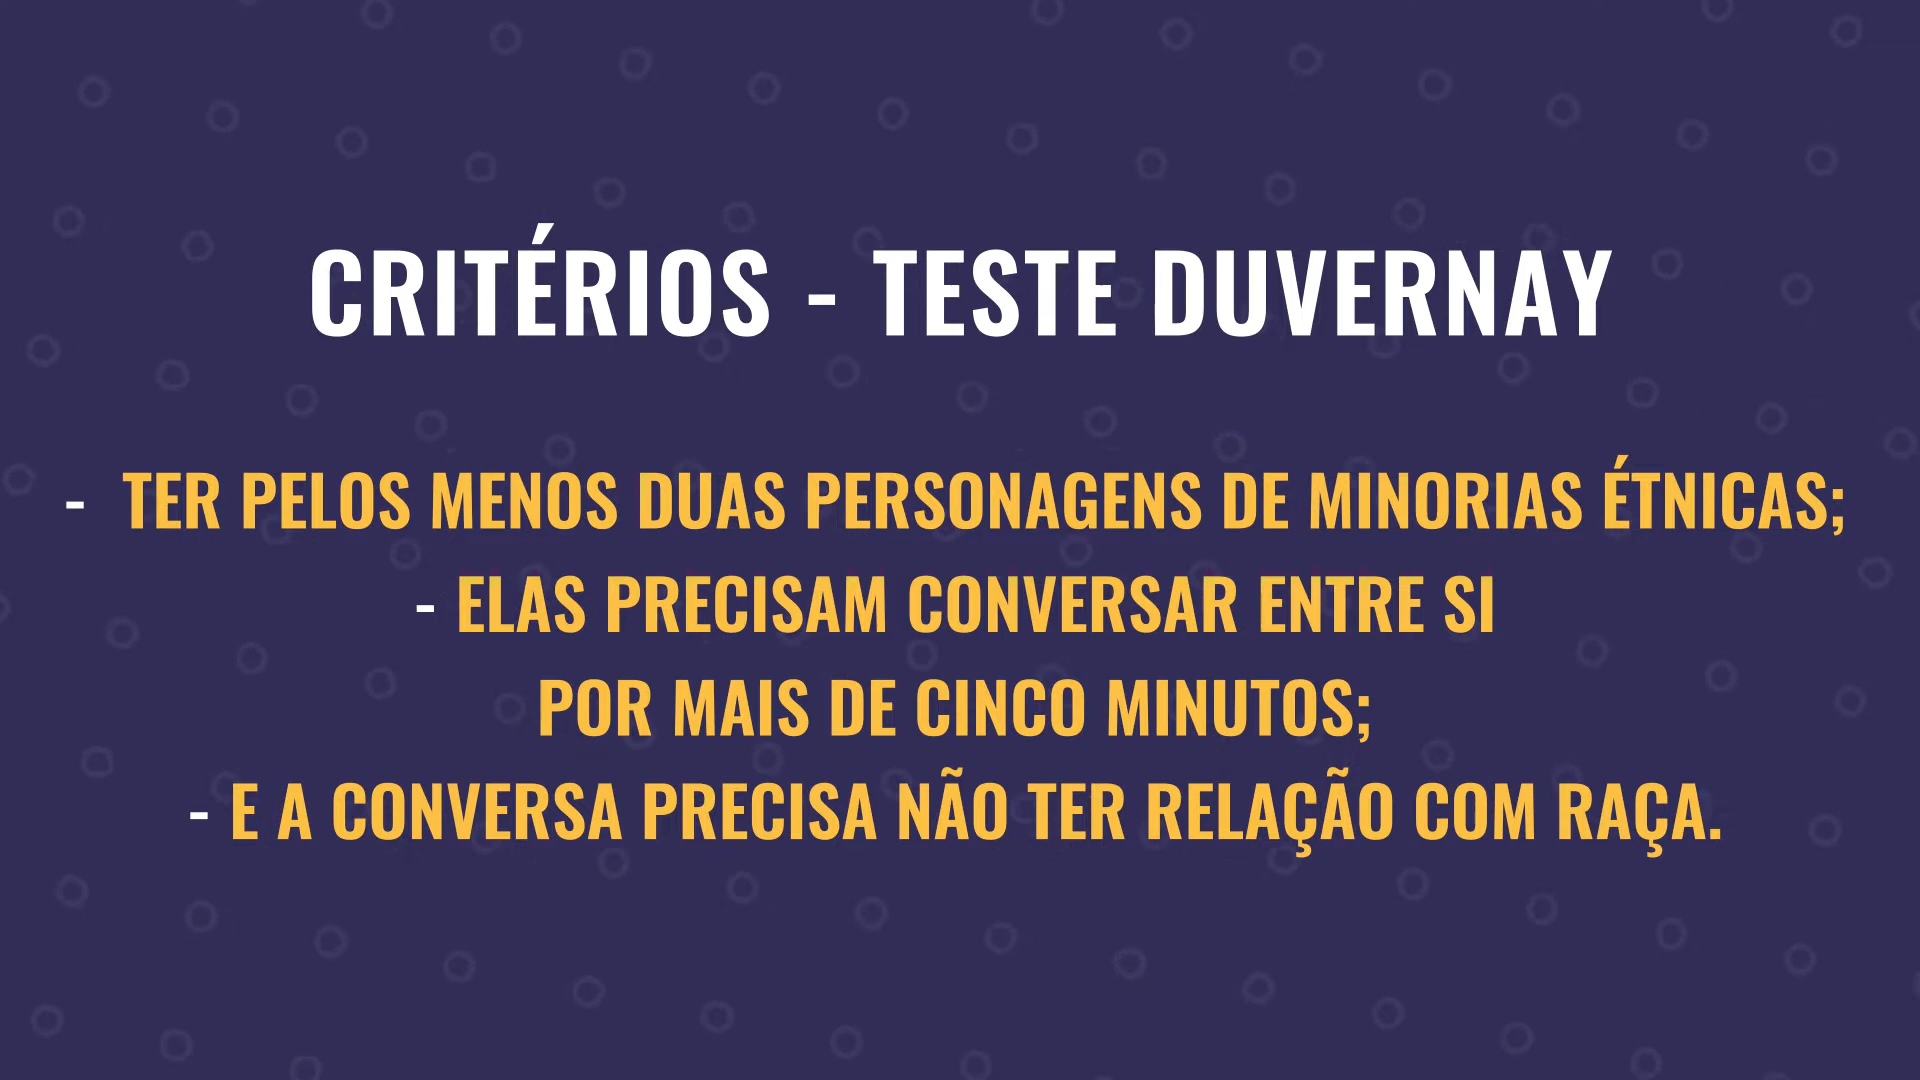 CRITÉRIOS - TESTE DUVERNAY
- TER PELOS MENOS DUAS PERSONAGENS DE MINORIAS ÉTNICAS;
- ELAS PRECISAM CONVERSAR ENTRE SI
POR MAIS DE CINCO MINUTOS;
- E A CONVERSA PRECISA NÃO TER RELAÇÃO COM RAÇA.